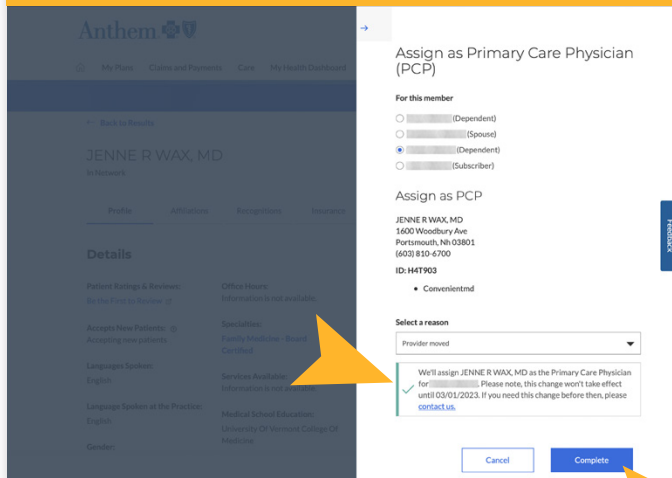 Anthem
My Plans Claims and Payments Care My Health Dashboard
← Back to Results
JENNE R WAX, MD
In Network
Profile Affiliations Recognitions Insurance
Details
Patient Ratings & Reviews:
Be the First to Review
Accepts New Patients:
Accepting new patients.
Languages Spoken:
English
Language Spoken at the Practice:
English
Gender:
Office Hours:
Information is not available.
Specialties:
Family Medicine - Board
Certified
Services Available:
Information is not available.
Medical School Education:
University Of Vermont College Of
Medicine
→
Assign as Primary Care Physician
(PCP)
For this member
(Dependent)
(Spouse)
(Dependent)
(Subscriber)
Assign as PCP
JENNE R WAX, MD
1600 Woodbury Ave
Portsmouth, Nh 03801
(603) 810-6700
ID: H4T903
• Convenientmd
Select a reason
Provider moved
We'll assign JENNE R WAX, MD as the Primary Care Physician
for . Please note, this change won't take effect
until 03/01/2023. If you need this change before then, please
contact us.
Cancel Complete
Feedback